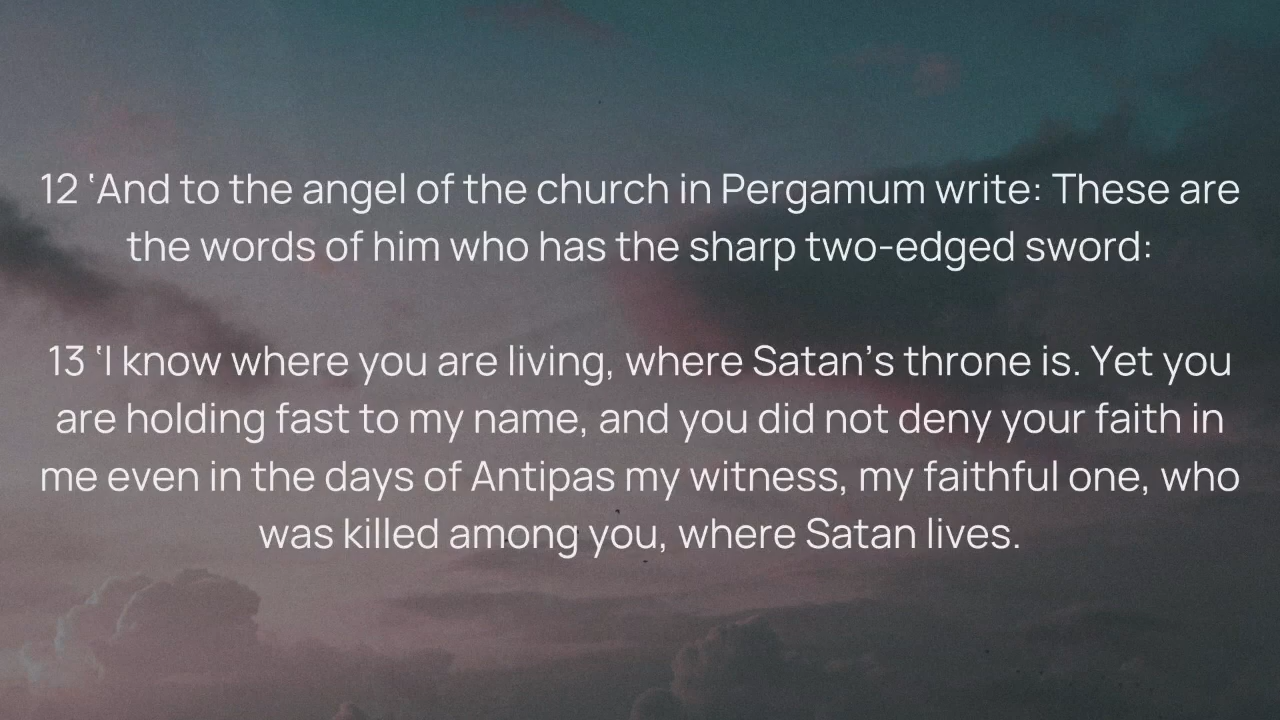 12 ‘And to the angel of the church in Pergamum write: These are
the words of him who has the sharp two-edged sword:
13 ‘I know where you are living, where Satan’s throne is. Yet you
are holding fast to my name, and you did not deny your faith in
me even in the days of Antipas my witness, my faithful one, who
was killed among you, where Satan lives.